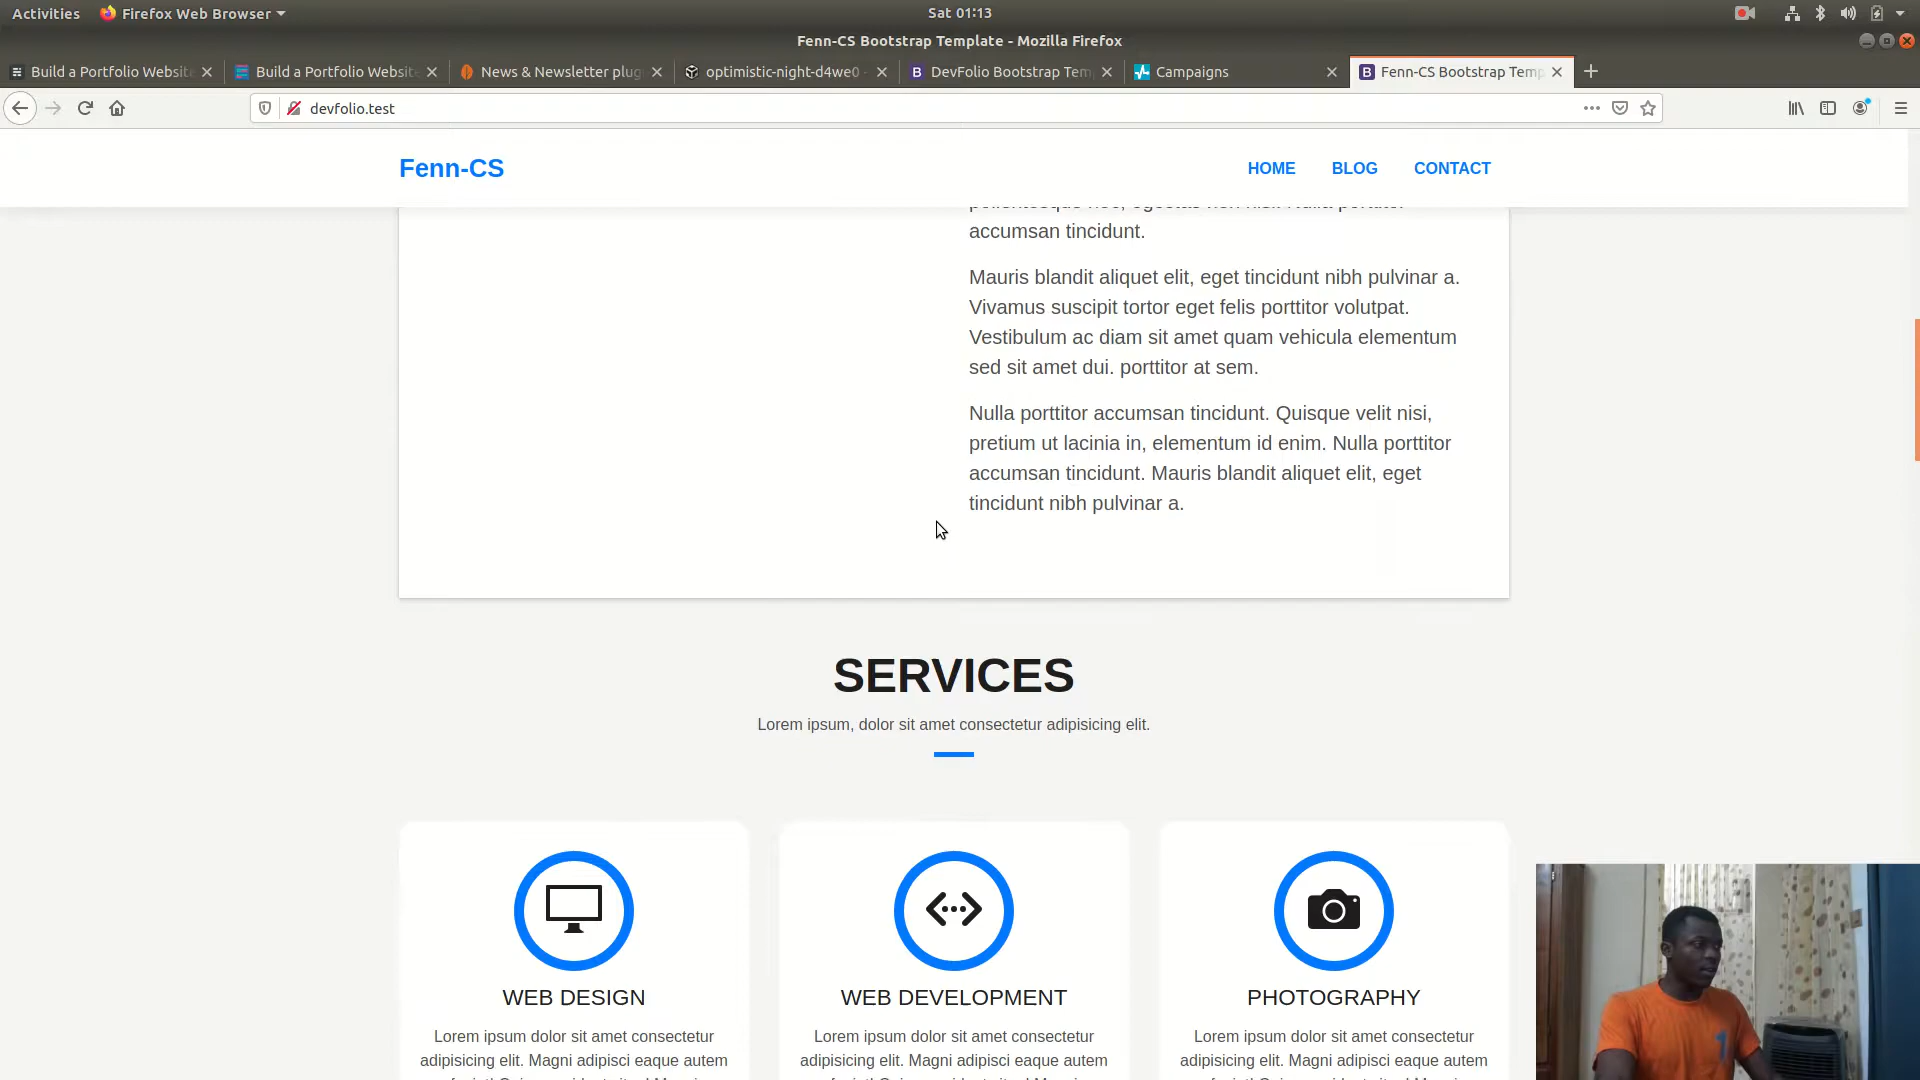 Activities Firefox Web Browser Sat 01:13
Fenn-CS Bootstrap Template - Mozilla Firefox
Build a Portfolio Website Build a Portfolio Website News & Newsletter plug optimistic-night-d4we0 - DevFolio Bootstrap Tem Campaigns Fenn-CS Bootstrap Temp
devfolio.test
Fenn-CS HOME BLOG CONTACT
accumsan tincidunt.
Mauris blandit aliquet elit, eget tincidunt nibh pulvinar a.
Vivamus suscipit tortor eget felis porttitor volutpat.
Vestibulum ac diam sit amet quam vehicula elementum
sed sit amet dui. porttitor at sem.
Nulla porttitor accumsan tincidunt. Quisque velit nisi,
pretium ut lacinia in, elementum id enim. Nulla porttitor
accumsan tincidunt. Mauris blandit aliquet elit, eget
tincidunt nibh pulvinar a.
SERVICES
Lorem ipsum, dolor sit amet consectetur adipisicing elit.
WEB DESIGN
Lorem ipsum dolor sit amet consectetur
adipisicing elit. Magni adipisci eaque autem
WEB DEVELOPMENT
Lorem ipsum dolor sit amet consectetur
adipisicing elit. Magni adipisci eaque autem
PHOTOGRAPHY
Lorem ipsum dolor sit amet consectetur
adipisicing elit. Magni adipisci eaque autem